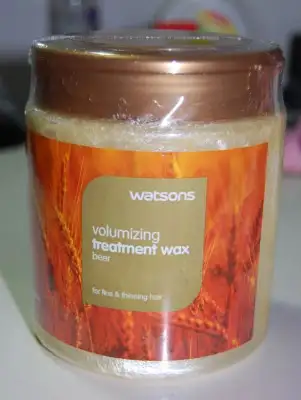 watsons
volumizing
treatment wax
beer
for fine & thinning hair